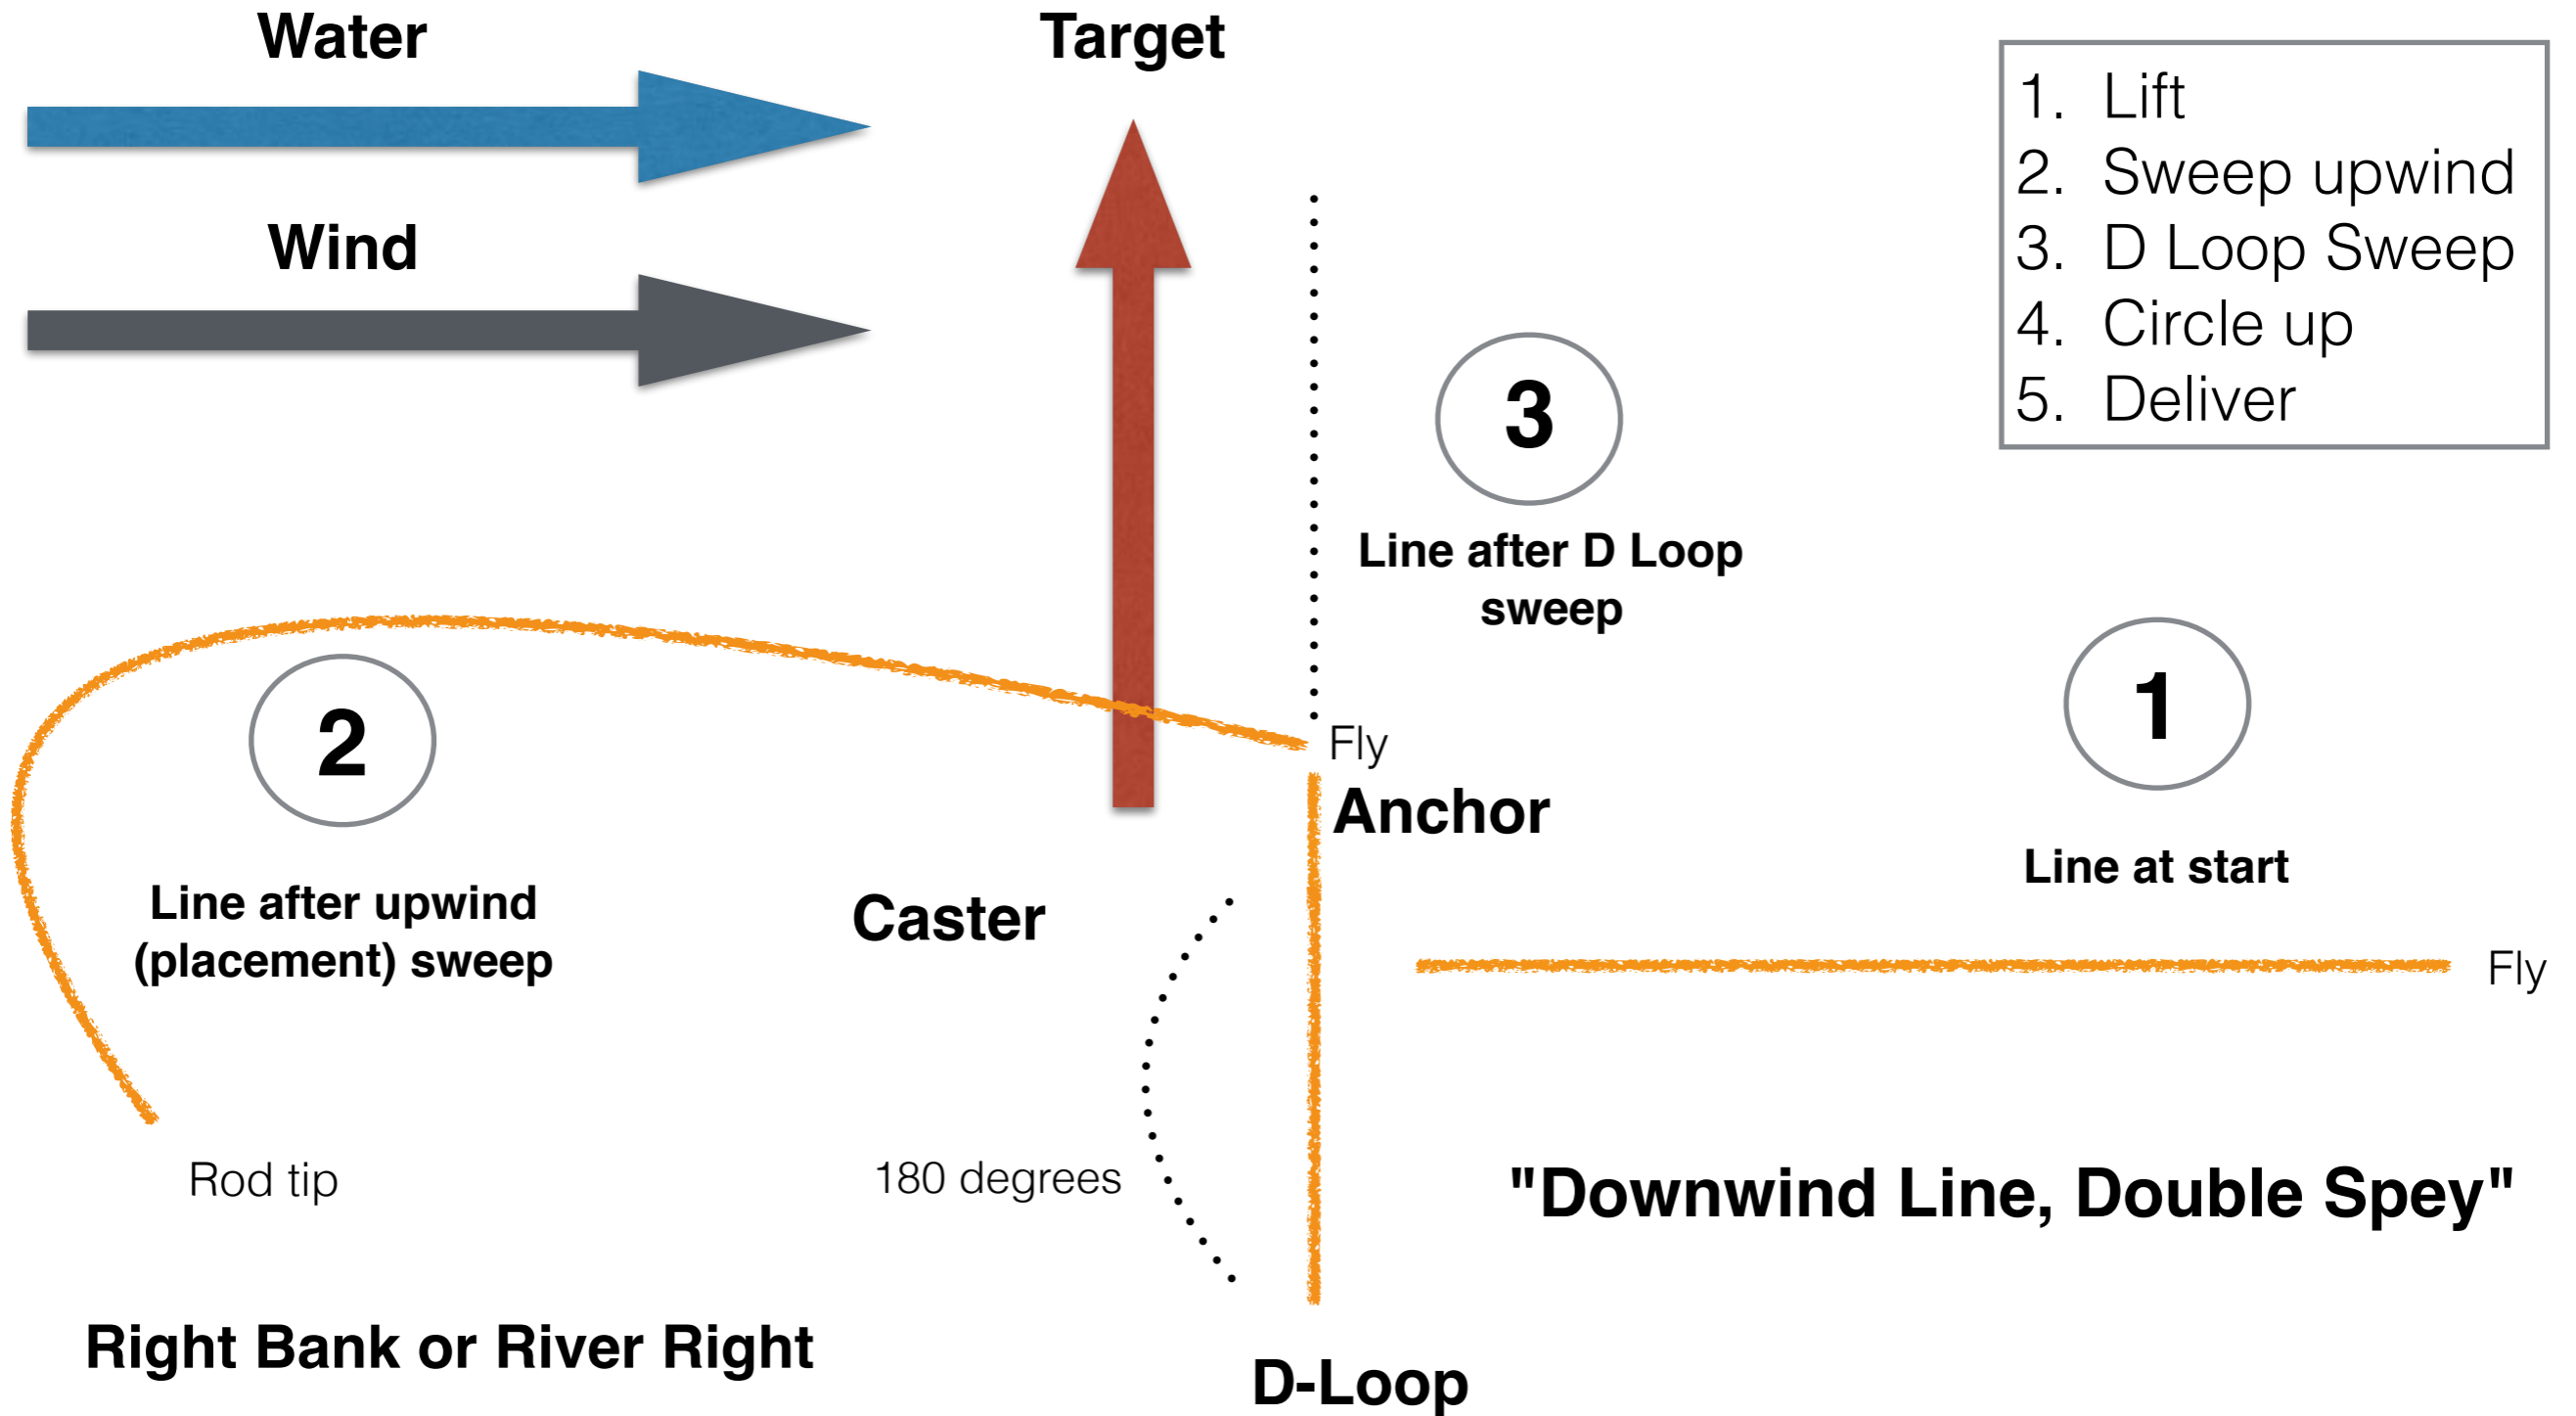 Water
Target
1. Lift
2. Sweep upwind
3. D Loop Sweep
4. Circle up
5. Deliver
Wind
3
Line after D Loop
sweep
1
Line at start
2
Line after upwind
(placement) sweep
Fly
Anchor
Caster
Fly
Rod tip
180 degrees
"Downwind Line, Double Spey"
Right Bank or River Right
D-Loop